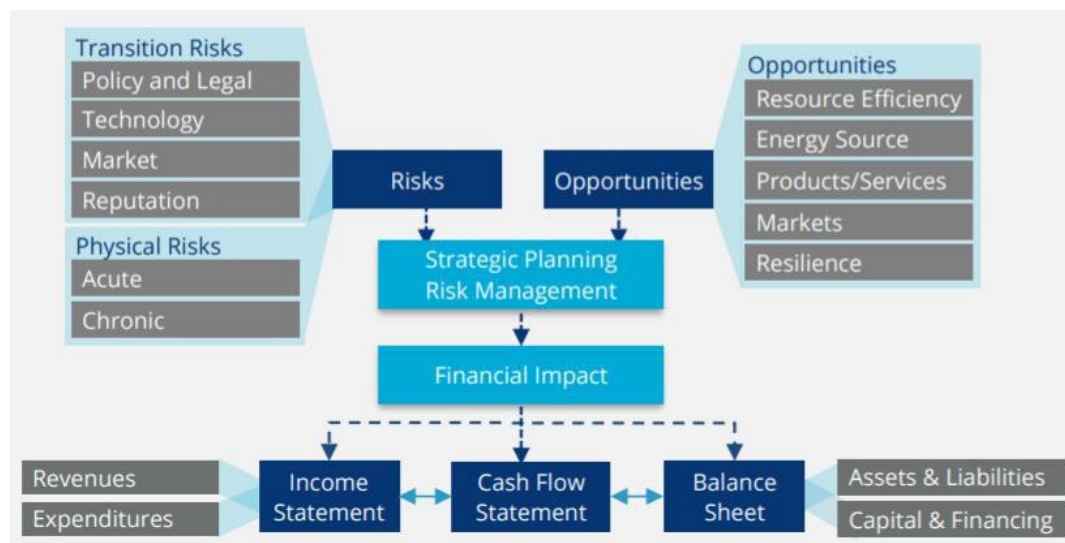 Transition Risks
Policy and Legal
Technology
Market
Reputation
Physical Risks
Acute
Chronic
Risks
Opportunities
Opportunities
Resource Efficiency
Energy Source
Products/Services
Markets
Resilience
Strategic Planning
Risk Management
Financial Impact
Revenues
Expenditures
Income
Statement
Cash Flow
Statement
Balance
Sheet
Assets & Liabilities
Capital & Financing